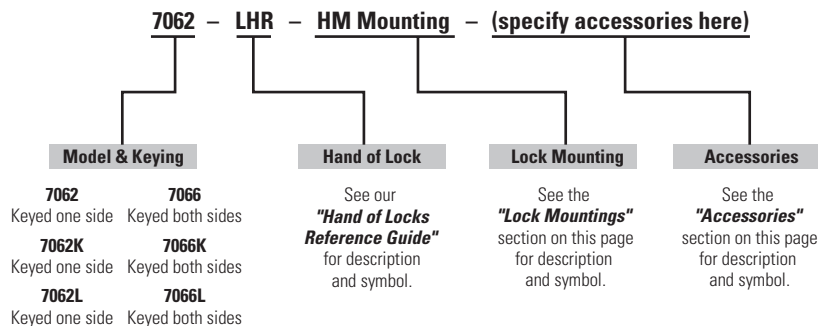 7062 – LHR – HM Mounting – (specify accessories here)
Model & Keying
7062 7066
Keyed one side Keyed both sides
7062K 7066K
Keyed one side Keyed both sides
7062L 7066L
Keyed one side Keyed both sides
Hand of Lock
See our
"Hand of Locks
Reference Guide"
for description
and symbol.
Lock Mounting
See the
"Lock Mountings"
section on this page
for description
and symbol.
Accessories
See the
"Accessories"
section on this page
for description
and symbol.